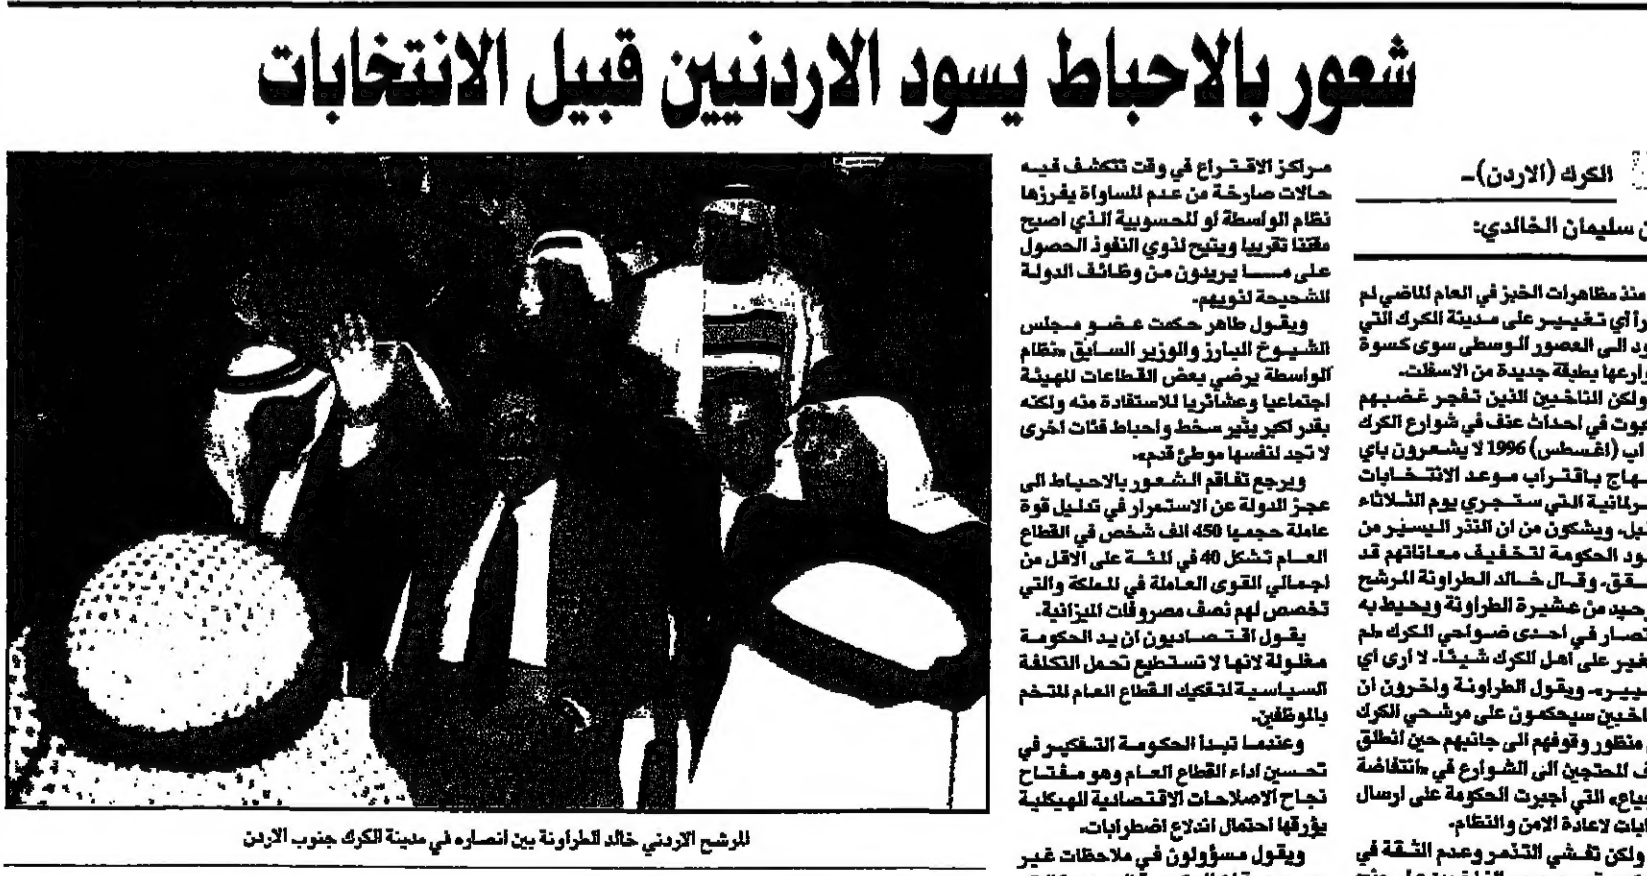 شعور بالاحباط يسود الاردنيين قبيل الانتخابات
الكرك (الاردن)ـ
سليمان الخالدي:
منذ مظاهرات الخبز في العام الماضي لم
أي تغيير على مدينة الكرك التي
الى العصور الوسطى سوى كسوة
بطبقة جديدة من الاسفلت.
ولكن الناخبين الذين تفجر غضبهم
في احداث عنف في شوارع الكرك
اب (اغسطس) 1996 لا يشعرون باي
باقتراب موعد الانتخابات
التي ستجري يوم الثلاثاء
ويشكون من ان النذر اليسير من
الحكومة لتخفيف معاناتهم قد
وقال خالد الطراونة المرشح
من عشيرة الطراونة ويحيط به
في احدى ضواحي الكرك «لم
على اهل الكرك شيئا. لا أرى أي
ويقول الطراونة واخرون ان
سيحكمون على مرشحي الكرك
منظور وقوفهم الى جانبهم حين انطلق
المحتجين الى الشوارع في «انتفاضة
التي أجبرت الحكومة على ارسال
لاعادة الامن والنظام.
ولكن تفشي التذمر وعدم الثقة في
مراكز الاقتراع في وقت تتكشف فيه
حالات صارخة من عدم المساواة يفرزها
نظام الواسطة أو المحسوبية الذي اصبح
مقننا تقريبا ويتيح لذوي النفوذ الحصول
على ما يريدون من وظائف الدولة
الشحيحة لذويهم.
ويقول طاهر حكمت عضو مجلس
الشيوخ البارز والوزير السابق «نظام
الواسطة يرضي بعض القطاعات المهيئة
اجتماعيا وعشائريا للاستفادة منه ولكنه
بقدر اكبر يثير سخط واحباط فئات اخرى
لا تجد لنفسها موطئ قدم».
ويرجع تفاقم الشعور بالاحباط الى
عجز الدولة عن الاستمرار في تدليل قوة
عاملة حجمها 450 الف شخص في القطاع
العام تشكل 40 في المئة على الاقل من
اجمالي القوى العاملة في المملكة والتي
تخصص لهم نصف مصروفات الميزانية.
يقول اقتصاديون ان يد الحكومة
مغلولة لانها لا تستطيع تحمل التكلفة
السياسية لتفكيك القطاع العام المتخم
بالموظفين.
وعندما تبدأ الحكومة التفكير في
تحسين اداء القطاع العام وهو مفتاح
نجاح الاصلاحات الاقتصادية الهيكلية
يؤرقها احتمال اندلاع اضطرابات.
ويقول مسؤولون في ملاحظات غير
المرشح الاردني خالد الطراونة بين انصاره في مدينة الكرك جنوب الاردن